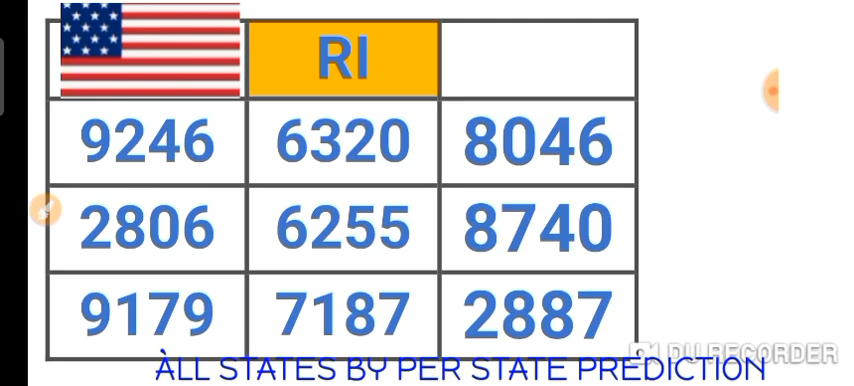 RI
9246 6320 8046
2806 6255 8740
9179 7187 2887
DU RECORDER
ÀLL STATES BY PER STATE PREDICTION